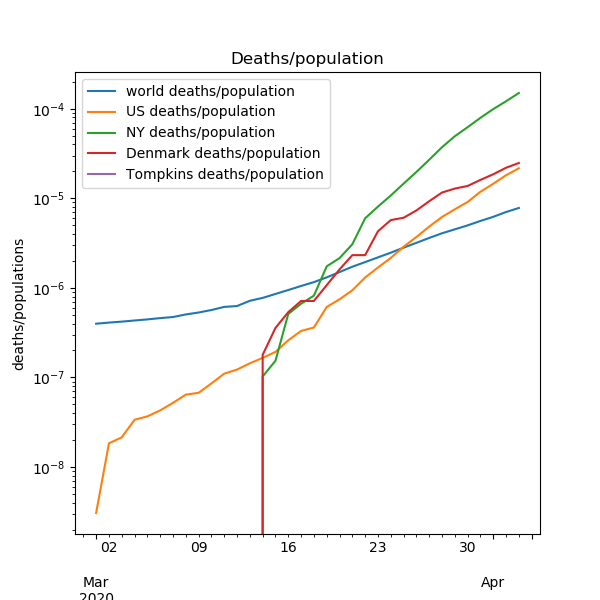 Deaths/population
world deaths/population
US deaths/population
NY deaths/population
Denmark deaths/population
Tompkins deaths/population
deaths/populations
10⁻⁴
10⁻⁵
10⁻⁶
10⁻⁷
10⁻⁸
02 09 16 23 30
Mar Apr
2020